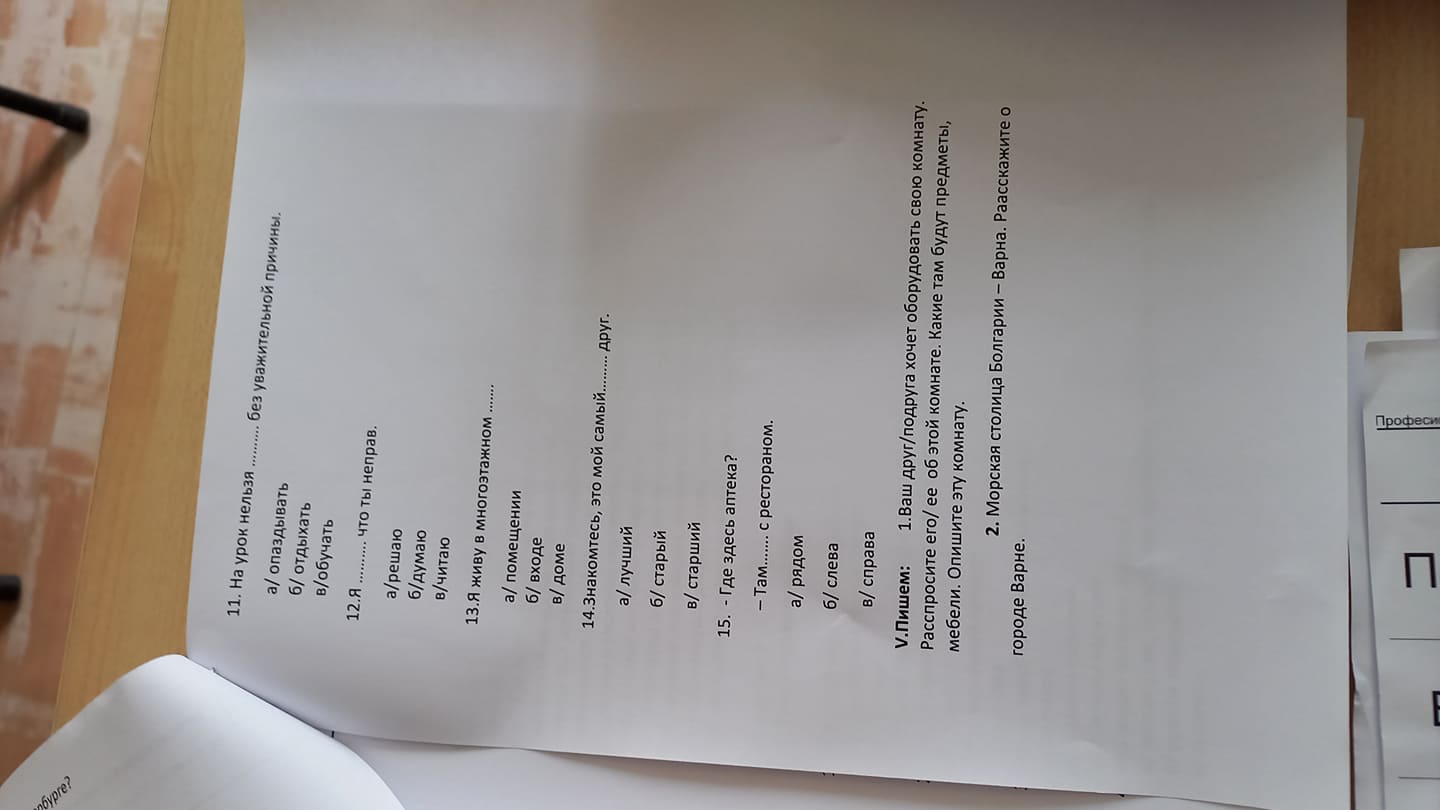 11. На урок нельзя .......... без уважительной причины.
а/ опаздывать
б/ отдыхать
в/обучать
12.Я .......... что ты неправ.
а/решаю
б/думаю
в/читаю
13.Я живу в многоэтажном .......
а/ помещении
б/ входе
в/ доме
14.Знакомтесь, это мой самый......... друг.
а/ лучший
б/ старый
в/ старший
15. - Где здесь аптека?
– Там....... с рестораном.
а/ рядом
б/ слева
в/ справа
V.Пишем: 1.Ваш друг/подруга хочет оборудовать свою комнату.
Расспросите его/ ее об этой комнате. Какие там будут предметы,
мебели. Опишите эту комнату.
2. Морская столица Болгарии – Варна. Раасскажите о
городе Варне.